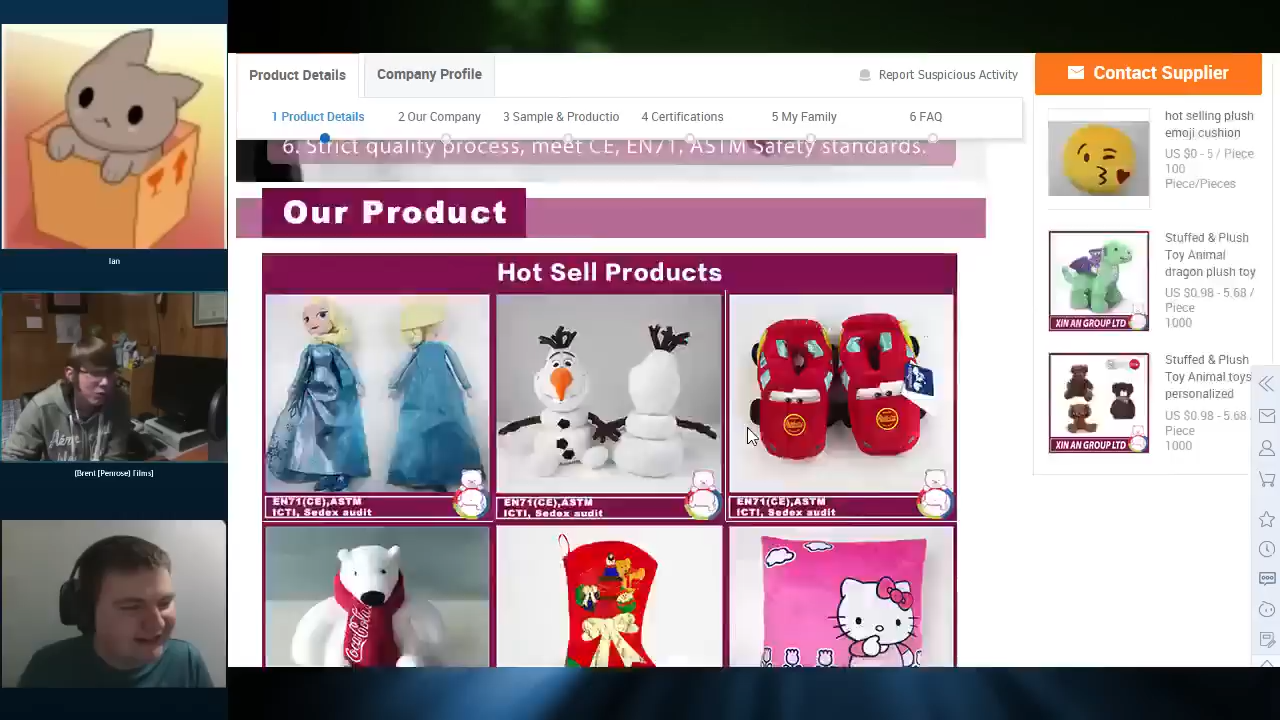 Ian
(Brent [Penrose] Films)
Product Details
Company Profile
Report Suspicious Activity
1 Product Details
2 Our Company
3 Sample & Productio
4 Certifications
5 My Family
6 FAQ
6. Strict quality process, meet CE, EN71, ASTM Safety standards.
Our Product
Hot Sell Products
EN71(CE),ASTM
ICTI, Sedex audit
EN71(CE),ASTM
ICTI, Sedex audit
EN71(CE),ASTM
ICTI, Sedex audit
Coca-Cola
Contact Supplier
hot selling plush
emoji cushion
US $0 - 5 / Piece
100
Piece/Pieces
Stuffed & Plush
Toy Animal
dragon plush toy
US $0.98 - 5.68 /
Piece
1000
XIN AN GROUP LTD
Stuffed & Plush
Toy Animal toys
personalized
US $0.98 - 5.68
Piece
1000
XIN AN GROUP LTD